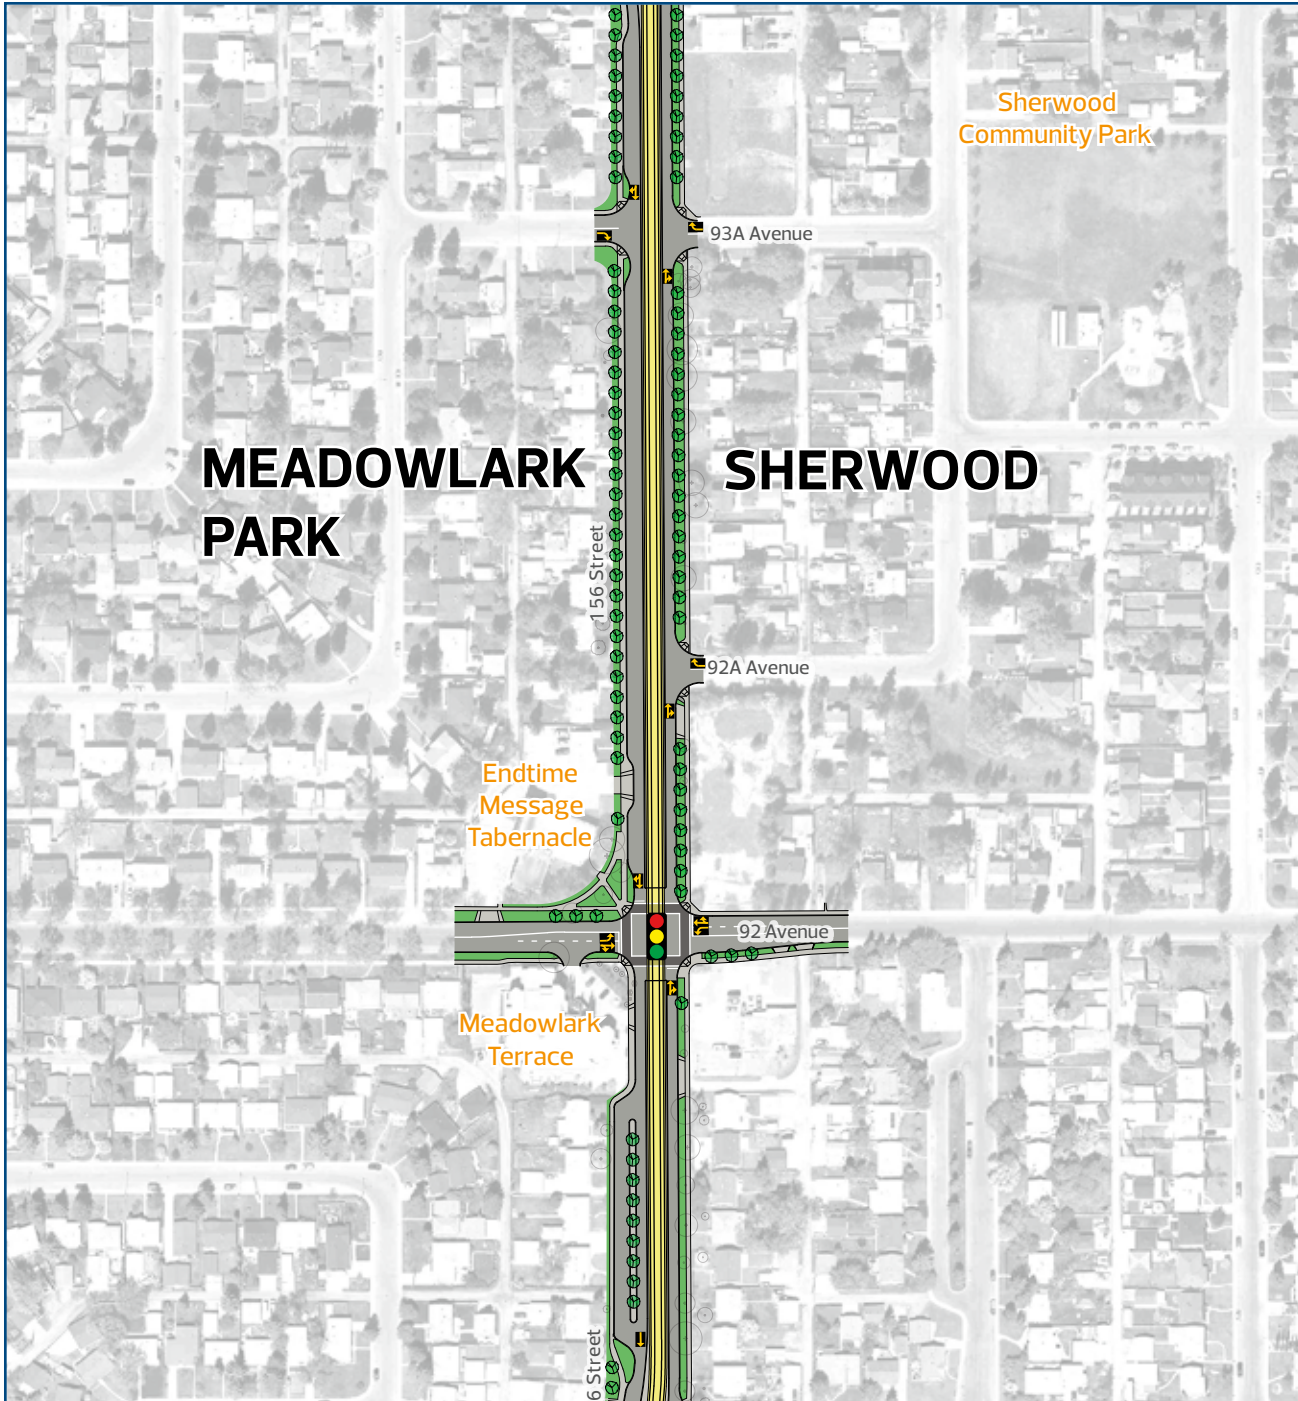 Sherwood
Community Park
93A Avenue
MEADOWLARK
PARK
SHERWOOD
156 Street
92A Avenue
Endtime
Message
Tabernacle
92 Avenue
Meadowlark
Terrace
6 Street